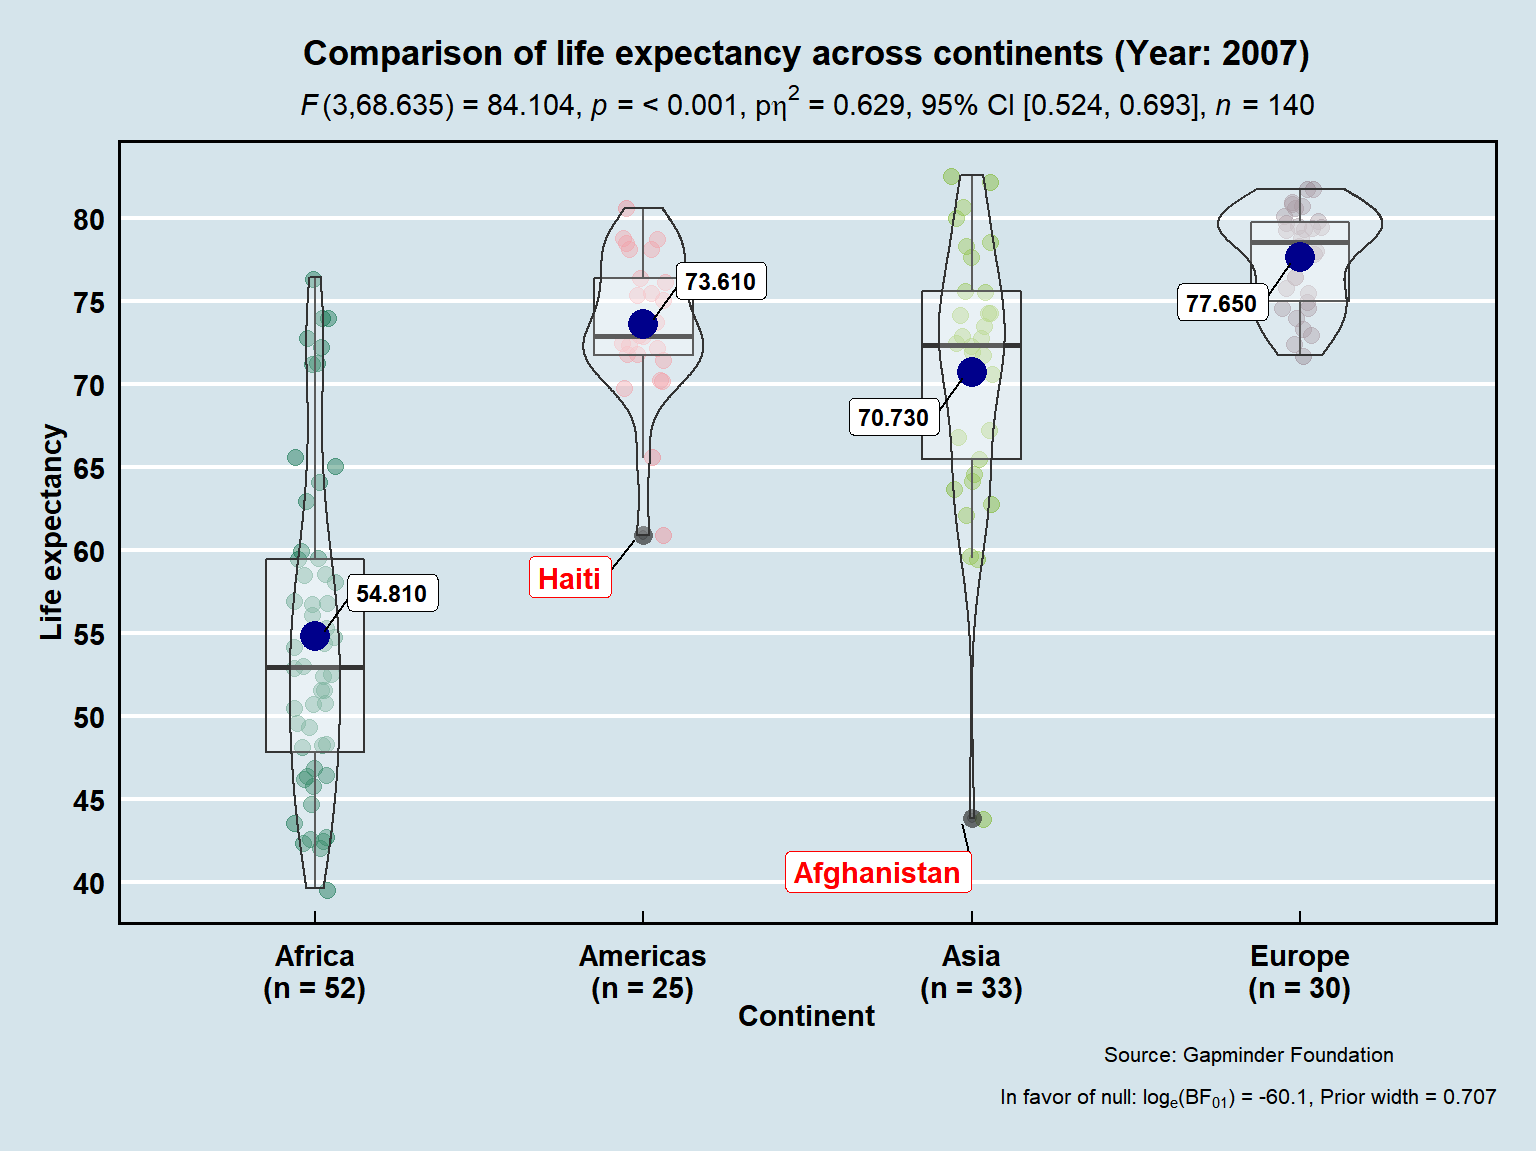 Comparison of life expectancy across continents (Year: 2007)
F(3,68.635) = 84.104, p = < 0.001, pη² = 0.629, 95% CI [0.524, 0.693], n = 140
Life expectancy
80
75
70
65
60
55
50
45
40
54.810
73.610
70.730
77.650
Haiti
Afghanistan
Africa
(n = 52)
Americas
(n = 25)
Asia
(n = 33)
Europe
(n = 30)
Continent
Source: Gapminder Foundation
In favor of null: logₑ(BF₀₁) = -60.1, Prior width = 0.707